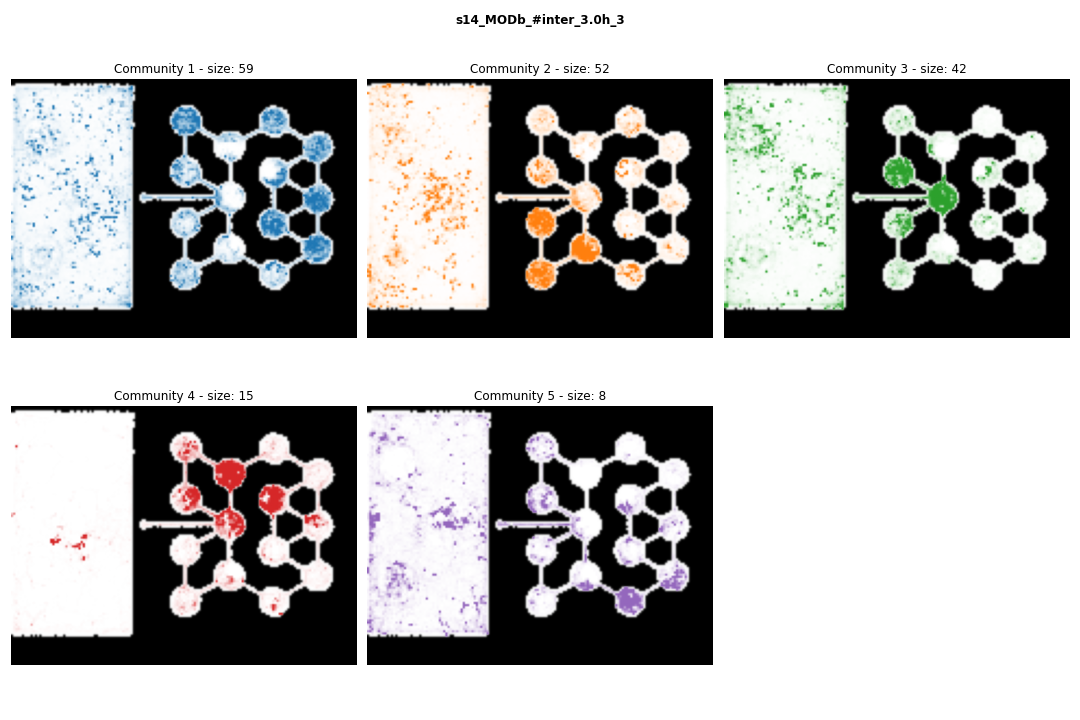 s14_MODb_#inter_3.0h_3
Community 1 - size: 59
Community 2 - size: 52
Community 3 - size: 42
Community 4 - size: 15
Community 5 - size: 8